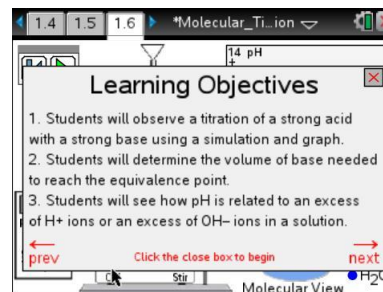 1.4 1.5 1.6 *Molecular_Ti...ion
14 pH
Learning Objectives
1. Students will observe a titration of a strong acid
with a strong base using a simulation and graph.
2. Students will determine the volume of base needed
to reach the equivalence point.
3. Students will see how pH is related to an excess
of H+ ions or an excess of OH– ions in a solution.
prev Click the close box to begin next
Stir
Molecular View